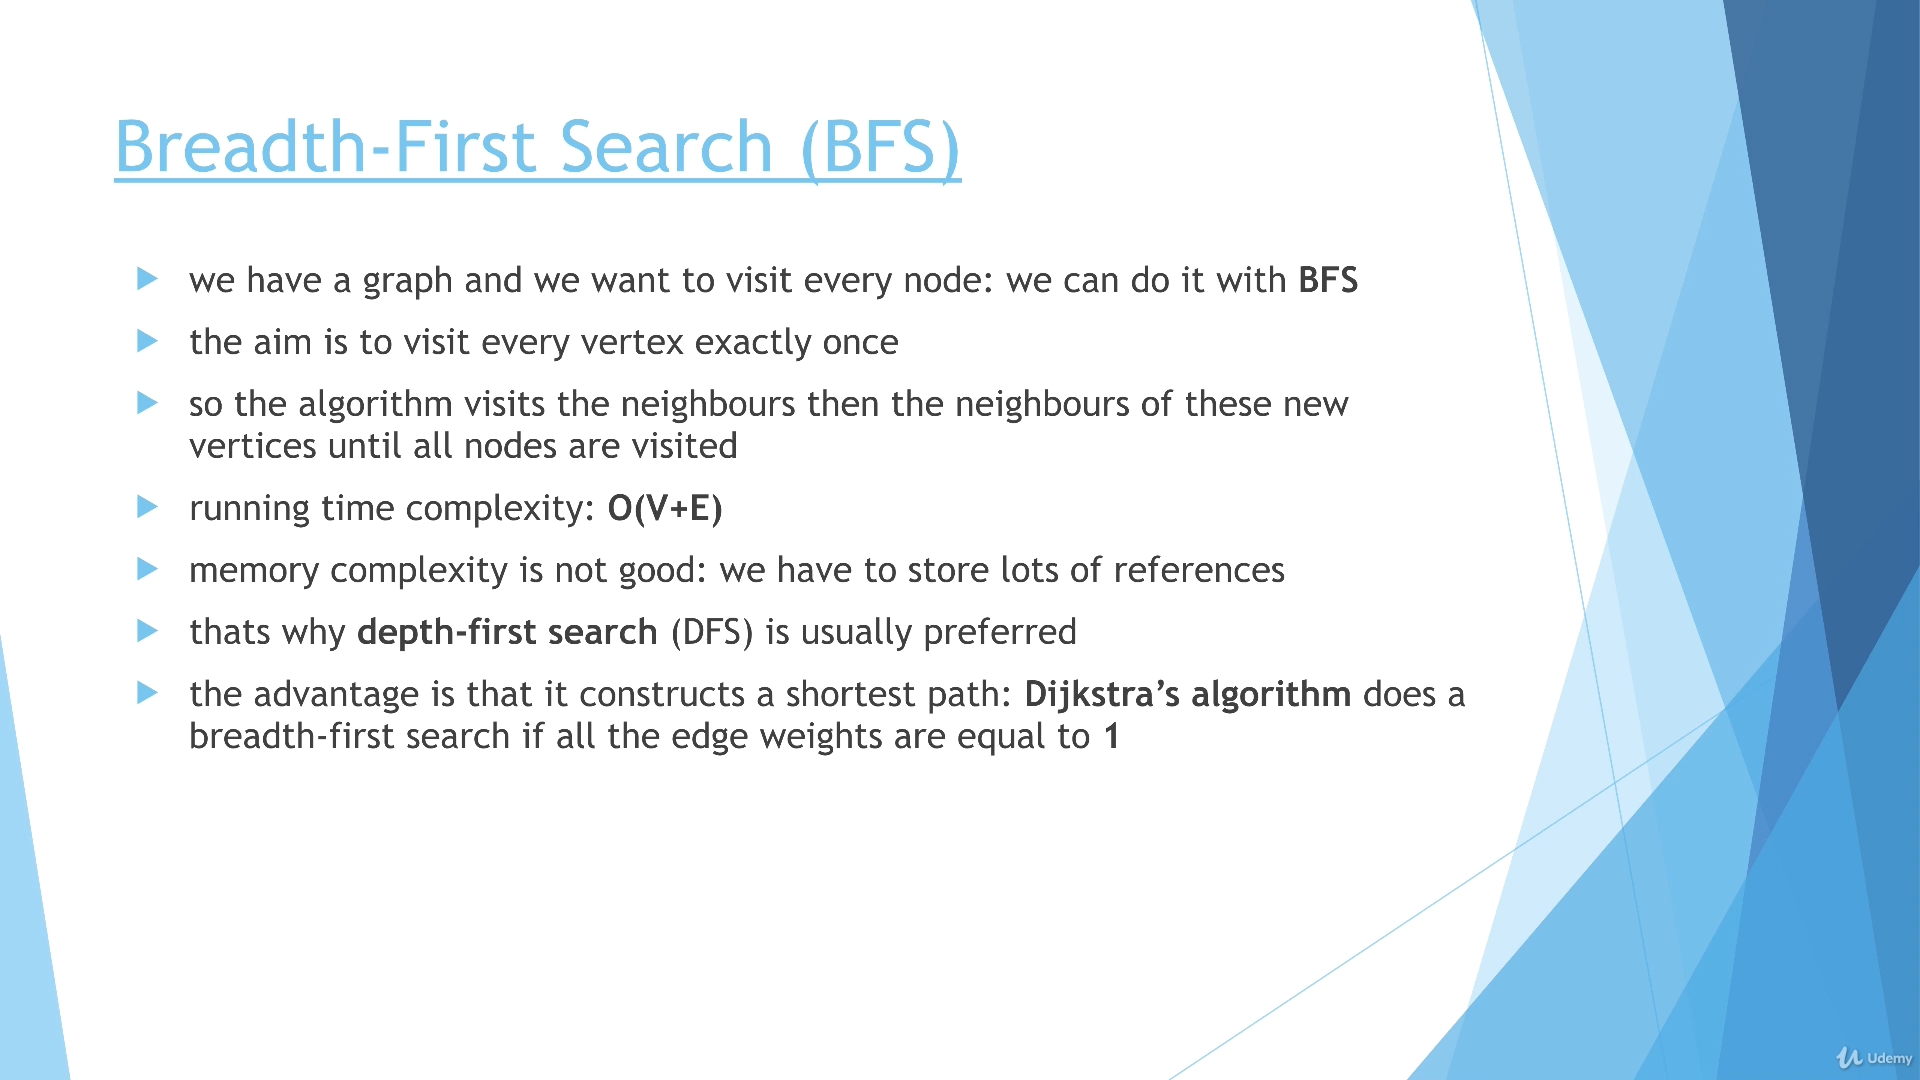 Breadth-First Search (BFS)
we have a graph and we want to visit every node: we can do it with BFS
the aim is to visit every vertex exactly once
so the algorithm visits the neighbours then the neighbours of these new
vertices until all nodes are visited
running time complexity: O(V+E)
memory complexity is not good: we have to store lots of references
thats why depth-first search (DFS) is usually preferred
the advantage is that it constructs a shortest path: Dijkstra’s algorithm does a
breadth-first search if all the edge weights are equal to 1
Udemy